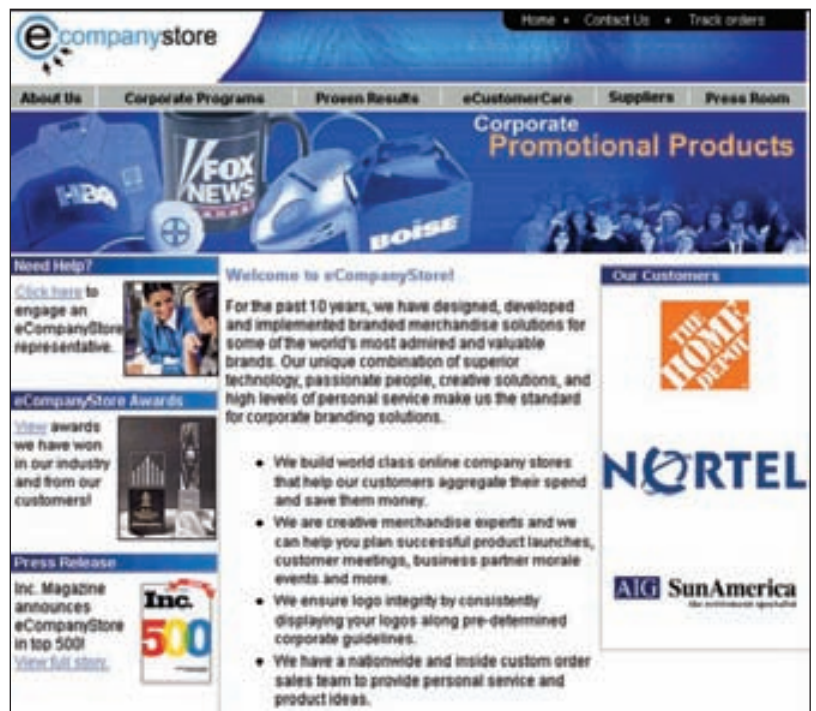 ecompanystore
Home • Contact Us • Track orders
About Us Corporate Programs Proven Results eCustomerCare Suppliers Press Room
Corporate
Promotional Products
HBO
FOX
NEWS
BOISE
Need Help?
Click here to
engage an
eCompanyStore
representative.
eCompanyStore Awards
View awards
we have won
in our industry
and from our
customers!
Press Release
Inc. Magazine
announces
eCompanyStore
in top 500!
View full story.
Inc.
500
Welcome to eCompanyStore!
For the past 10 years, we have designed, developed
and implemented branded merchandise solutions for
some of the world's most admired and valuable
brands. Our unique combination of superior
technology, passionate people, creative solutions, and
high levels of personal service make us the standard
for corporate branding solutions.
• We build world class online company stores
that help our customers aggregate their spend
and save them money.
• We are creative merchandise experts and we
can help you plan successful product launches,
customer meetings, business partner morale
events and more.
• We ensure logo integrity by consistently
displaying your logos along pre-determined
corporate guidelines.
• We have a nationwide and inside custom order
sales team to provide personal service and
product ideas.
Our Customers
THE
HOME
DEPOT
NORTEL
AIG SunAmerica
the retirement specialist